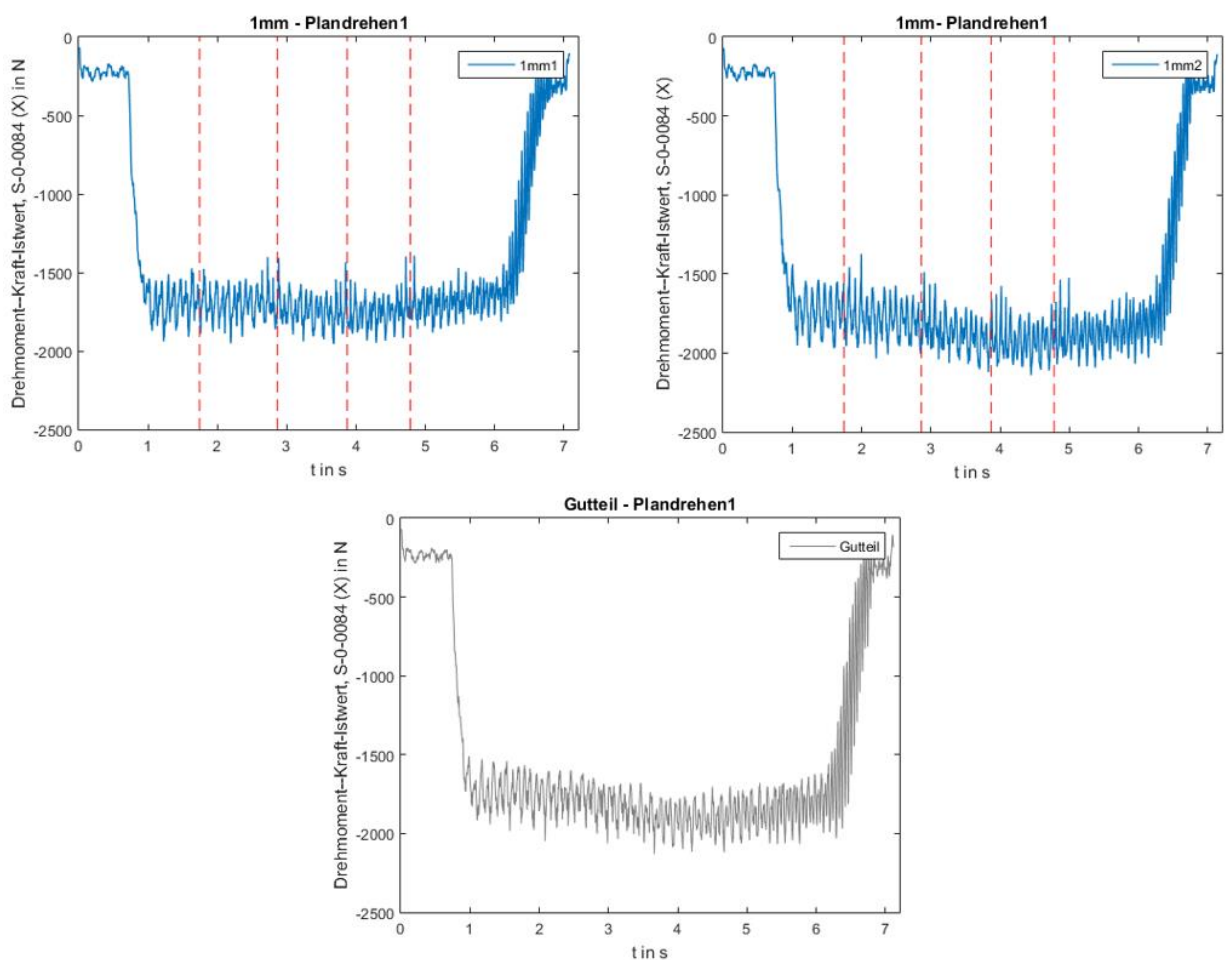 1mm - Plandrehen1
1mm1
Drehmoment--Kraft-Istwert, S-0-0084 (X) in N
0
-500
-1000
-1500
-2000
-2500
0 1 2 3 4 5 6 7
t in s
1mm- Plandrehen1
1mm2
Drehmoment--Kraft-Istwert, S-0-0084 (X)
0
-500
-1000
-1500
-2000
-2500
0 1 2 3 4 5 6 7
t in s
Gutteil - Plandrehen1
Gutteil
Drehmoment--Kraft-Istwert, S-0-0084 (X) in N
0
-500
-1000
-1500
-2000
-2500
0 1 2 3 4 5 6 7
t in s